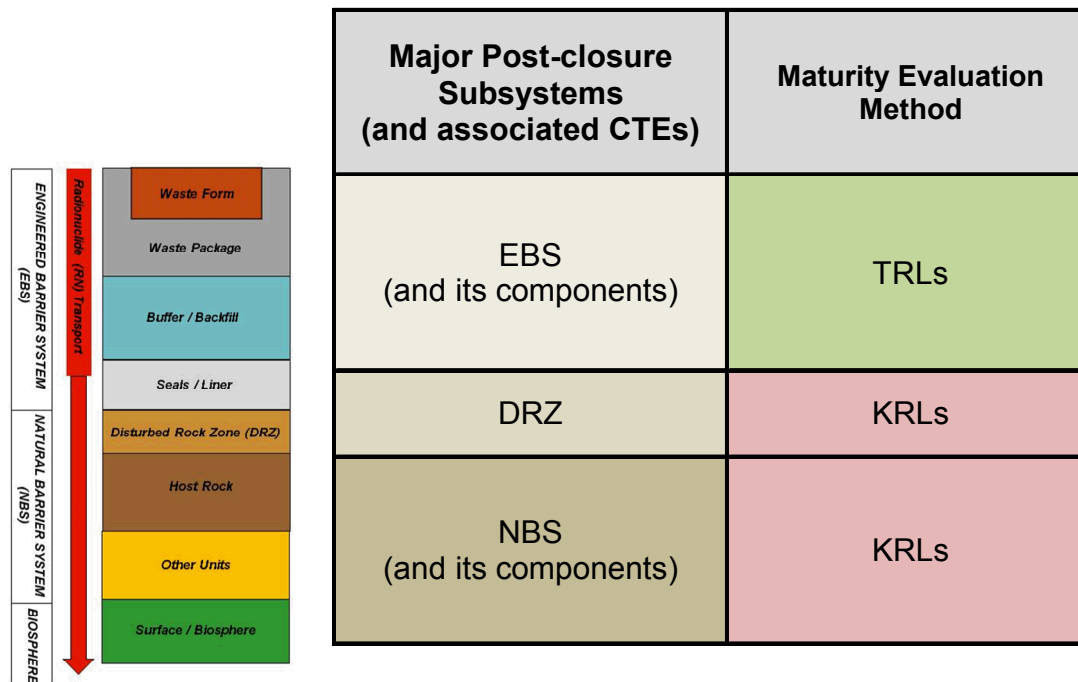 ENGINEERED BARRIER SYSTEM
(EBS)
NATURAL BARRIER SYSTEM
(NBS)
BIOSPHERE
Radionuclide (RN) Transport
Waste Form
Waste Package
Buffer / Backfill
Seals / Liner
Disturbed Rock Zone (DRZ)
Host Rock
Other Units
Surface / Biosphere
Major Post-closure
Subsystems
(and associated CTEs)
Maturity Evaluation
Method
EBS
(and its components)
TRLs
DRZ
KRLs
NBS
(and its components)
KRLs